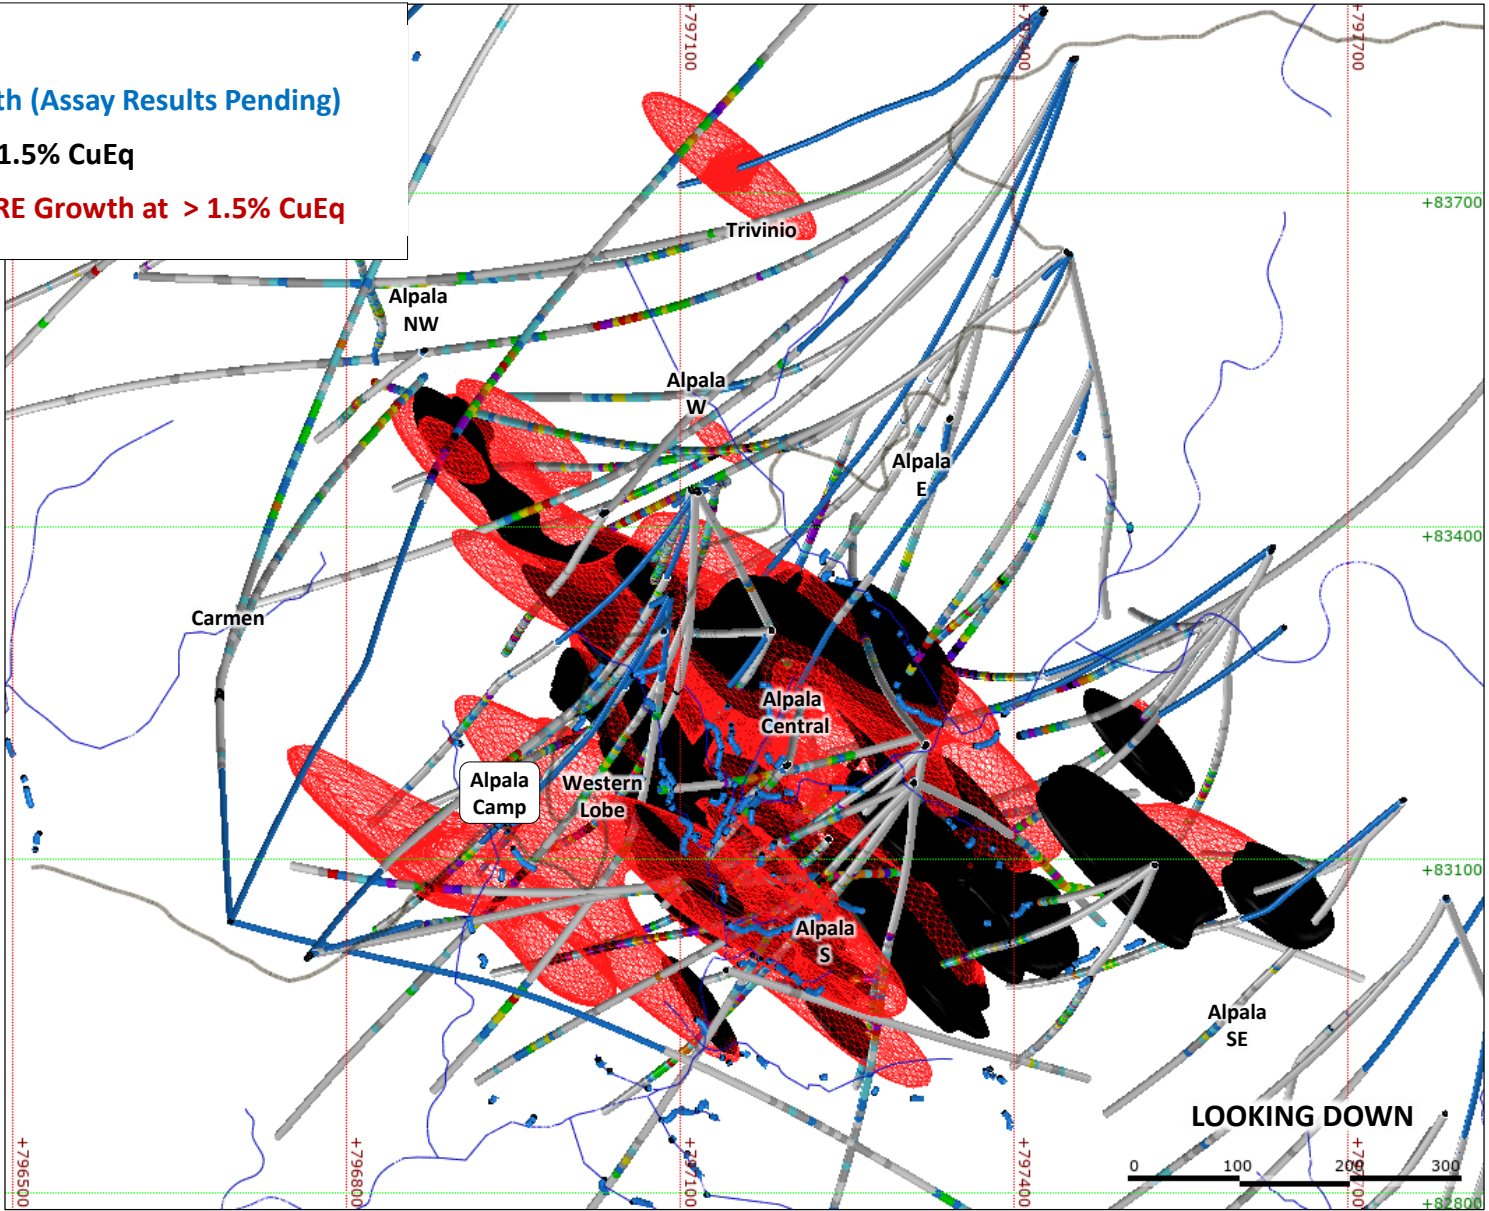 th (Assay Results Pending)
1.5% CuEq
RE Growth at > 1.5% CuEq
+797100
+797400
+797700
+83700
Trivinio
Alpala
NW
Alpala
W
Alpala
E
+83400
Carmen
Alpala
Central
Alpala
Camp
Western
Lobe
+83100
Alpala
S
Alpala
SE
LOOKING DOWN
0 100 200 300
+796500
+796800
+797100
+797400
+797700
+82800